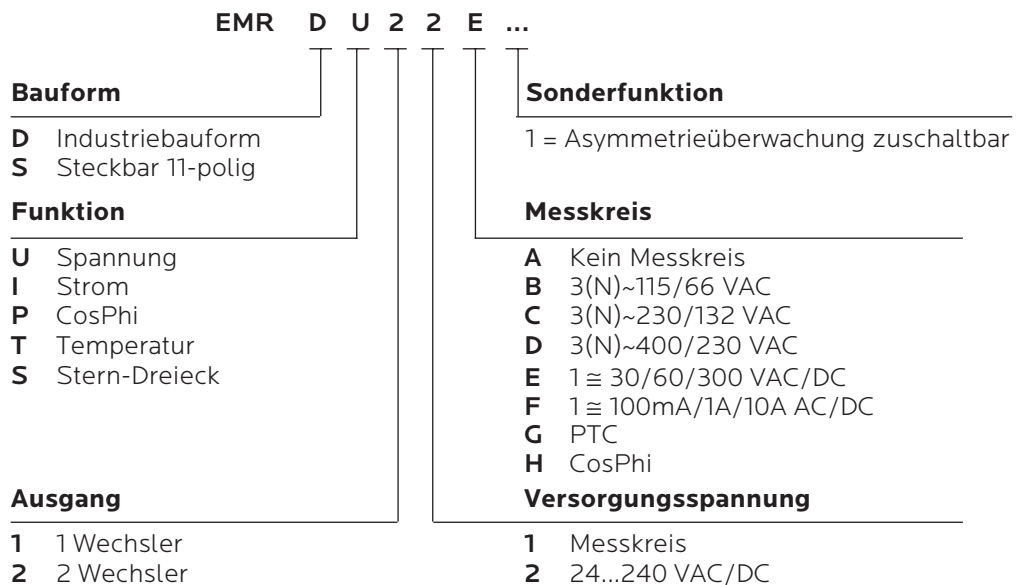 EMR D U 2 2 E ...
Bauform
D Industriebauform
S Steckbar 11-polig
Funktion
U Spannung
I Strom
P CosPhi
T Temperatur
S Stern-Dreieck
Ausgang
1 1 Wechsler
2 2 Wechsler
Sonderfunktion
1 = Asymmetrieüberwachung zuschaltbar
Messkreis
A Kein Messkreis
B 3(N)~115/66 VAC
C 3(N)~230/132 VAC
D 3(N)~400/230 VAC
E 1 ≅ 30/60/300 VAC/DC
F 1 ≅ 100mA/1A/10A AC/DC
G PTC
H CosPhi
Versorgungsspannung
1 Messkreis
2 24...240 VAC/DC